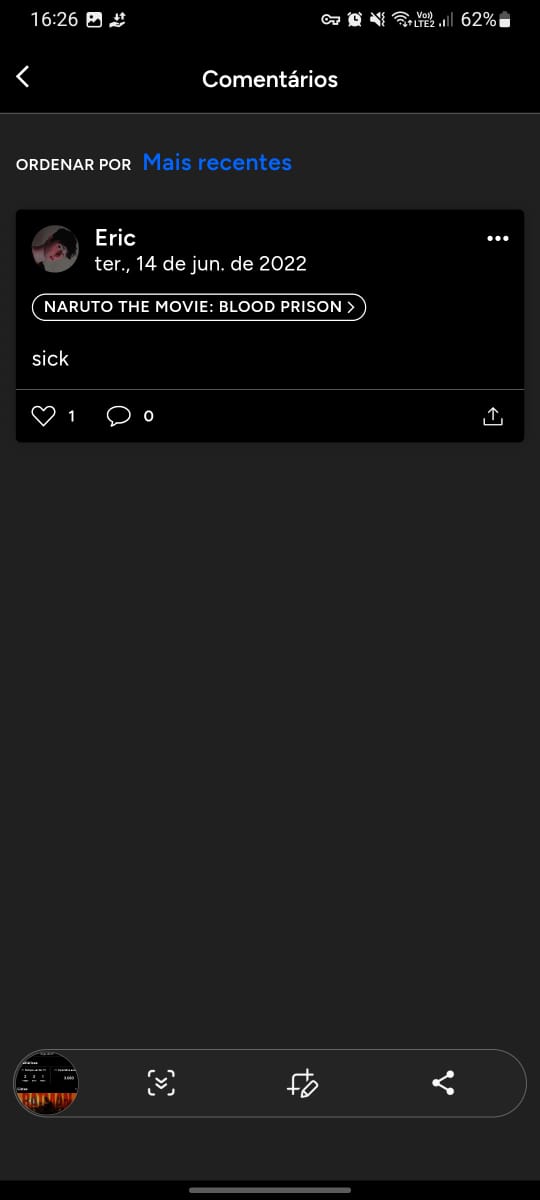 16:26
Vo))
LTE2
62%
Comentários
ORDENAR POR Mais recentes
Eric
ter., 14 de jun. de 2022
NARUTO THE MOVIE: BLOOD PRISON >
sick
1
0